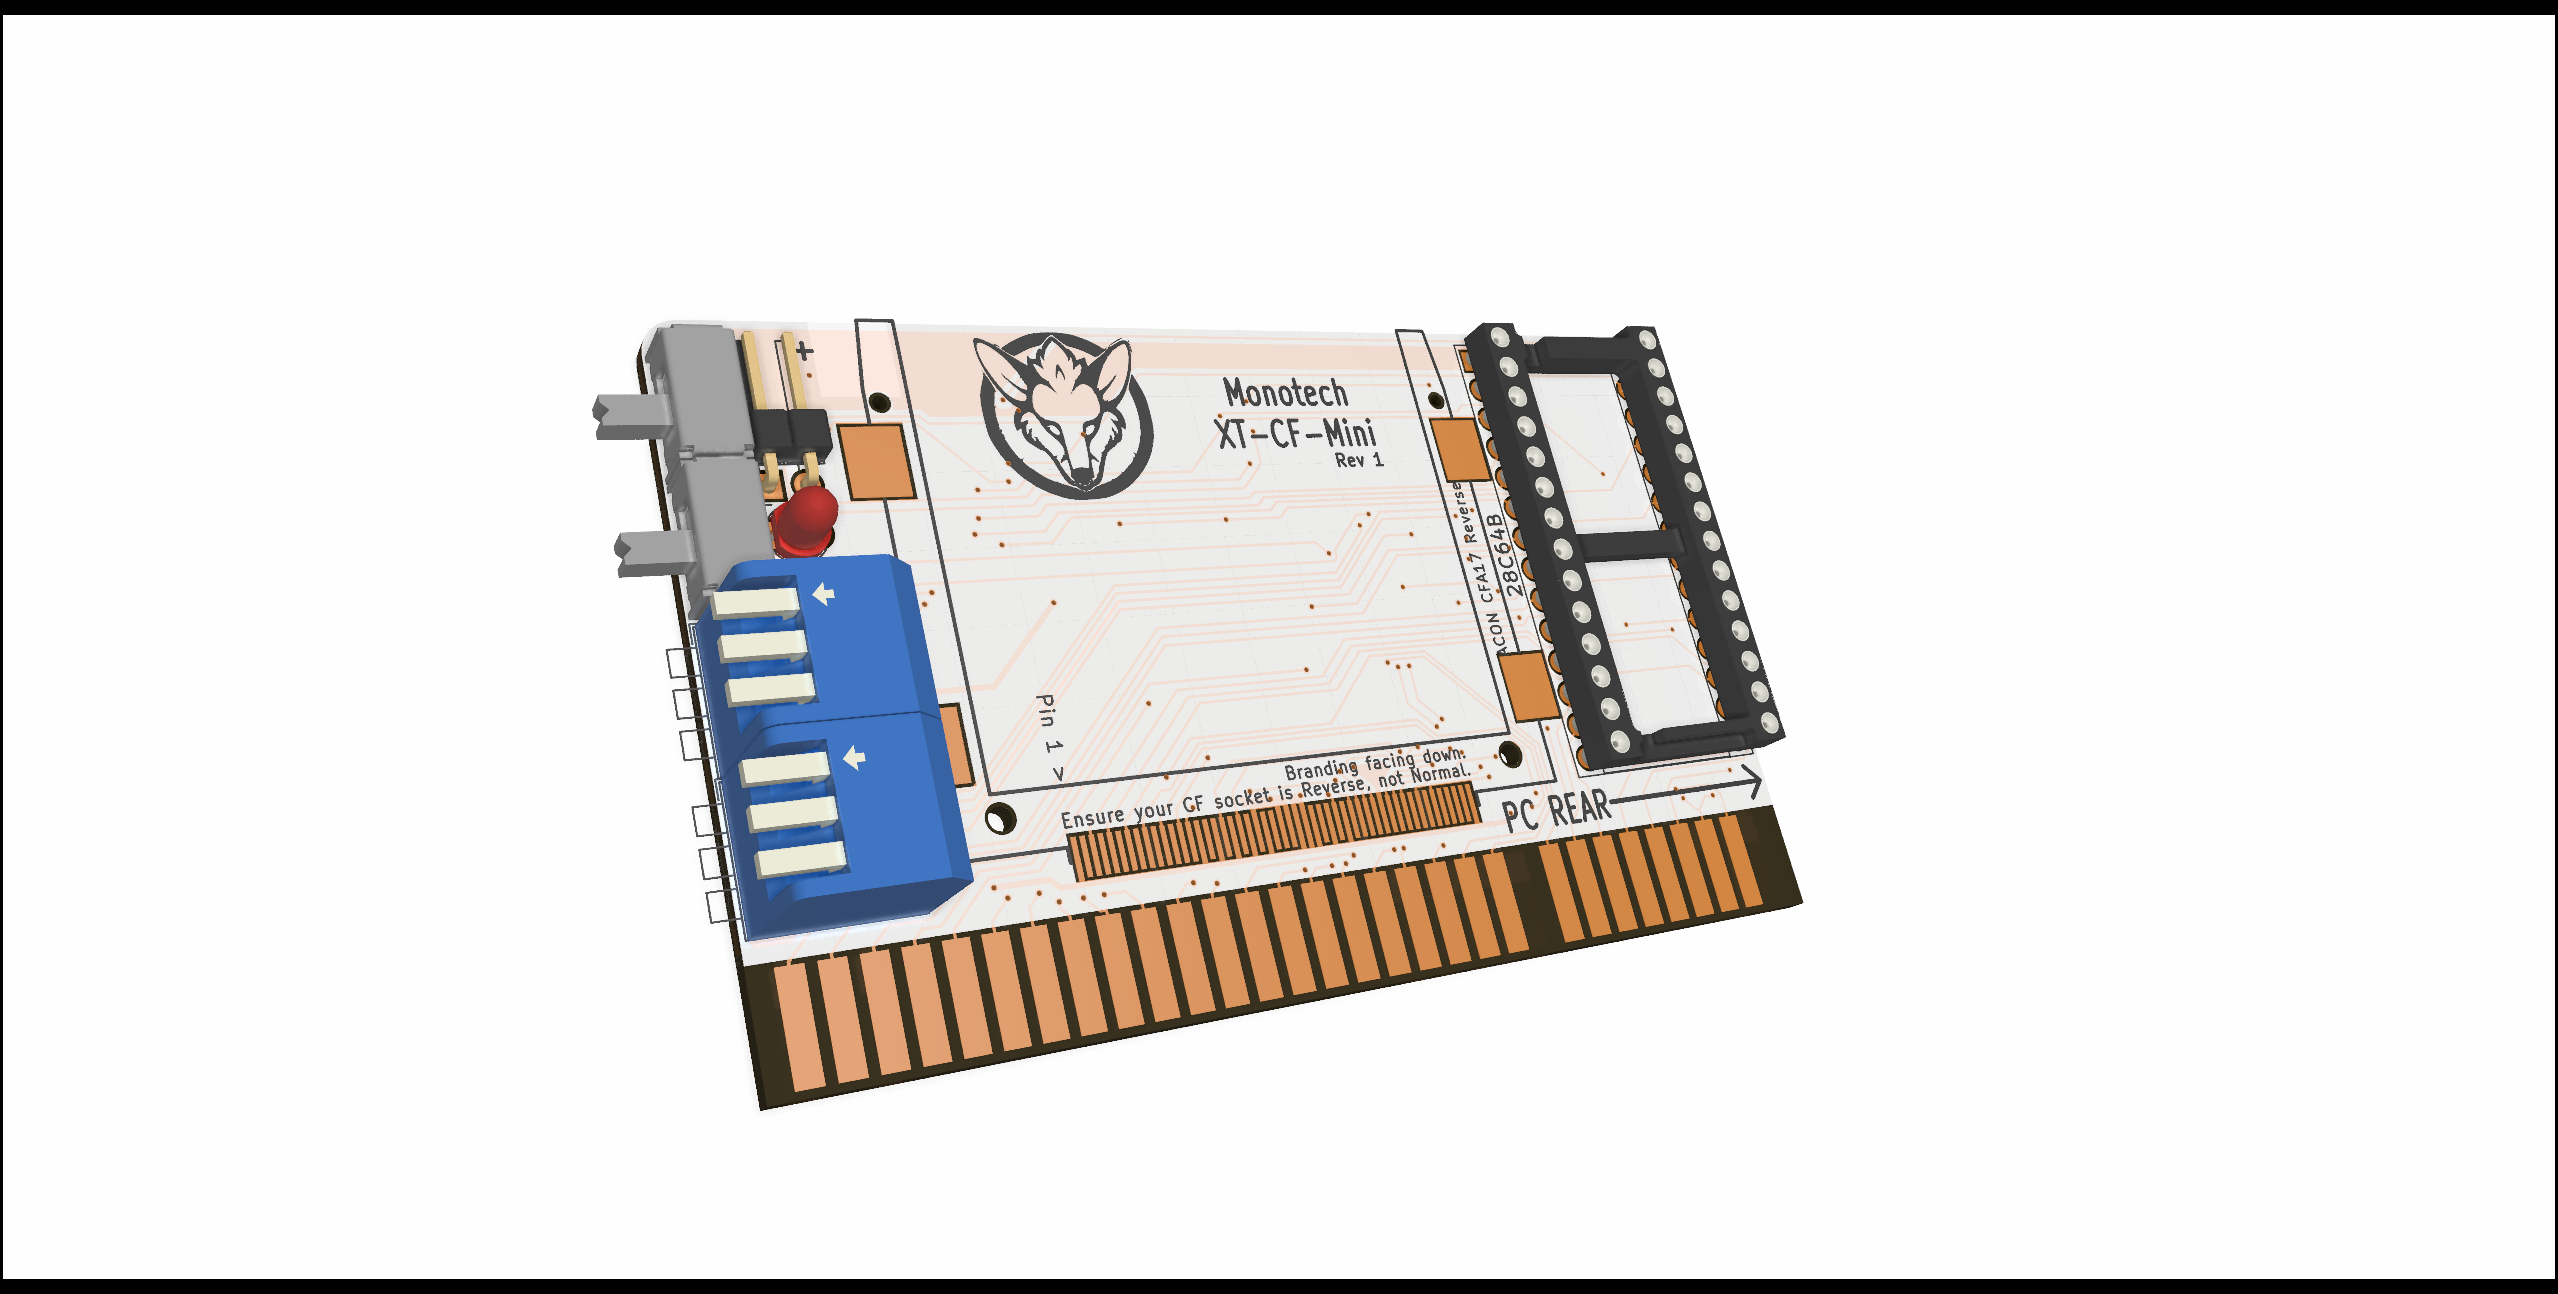 +
Monotech
XT-CF-Mini
Rev 1
ACON CFA17 Reverse
28C64B
Pin 1 >
Branding facing down.
Ensure your CF socket is Reverse, not Normal.
PC REAR